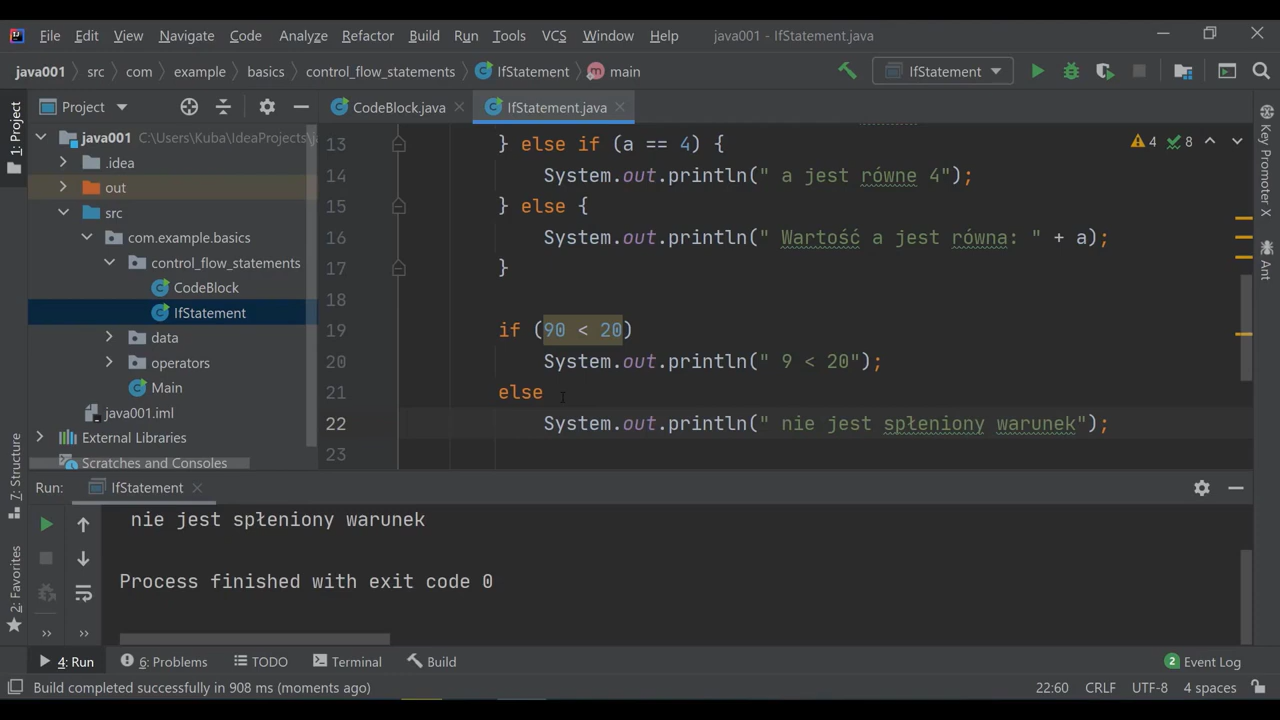 File Edit View Navigate Code Analyze Refactor Build Run Tools VCS Window Help java001 - IfStatement.java
java001 src com example basics control_flow_statements IfStatement main IfStatement
Project CodeBlock.java IfStatement.java
1: Project
java001 C:\Users\Kuba\IdeaProjects\j
.idea
out
src
com.example.basics
control_flow_statements
CodeBlock
IfStatement
data
operators
Main
java001.iml
External Libraries
Scratches and Consoles
7: Structure
2: Favorites
13 } else if (a == 4) {
14 System.out.println(" a jest równe 4");
15 } else {
16 System.out.println(" Wartość a jest równa: " + a);
17 }
18
19 if (90 < 20)
20 System.out.println(" 9 < 20");
21 else
22 System.out.println(" nie jest spłeniony warunek");
23
4 8
Key Promoter X
Ant
Run: IfStatement
nie jest spłeniony warunek
Process finished with exit code 0
4: Run 6: Problems TODO Terminal Build 2 Event Log
Build completed successfully in 908 ms (moments ago) 22:60 CRLF UTF-8 4 spaces